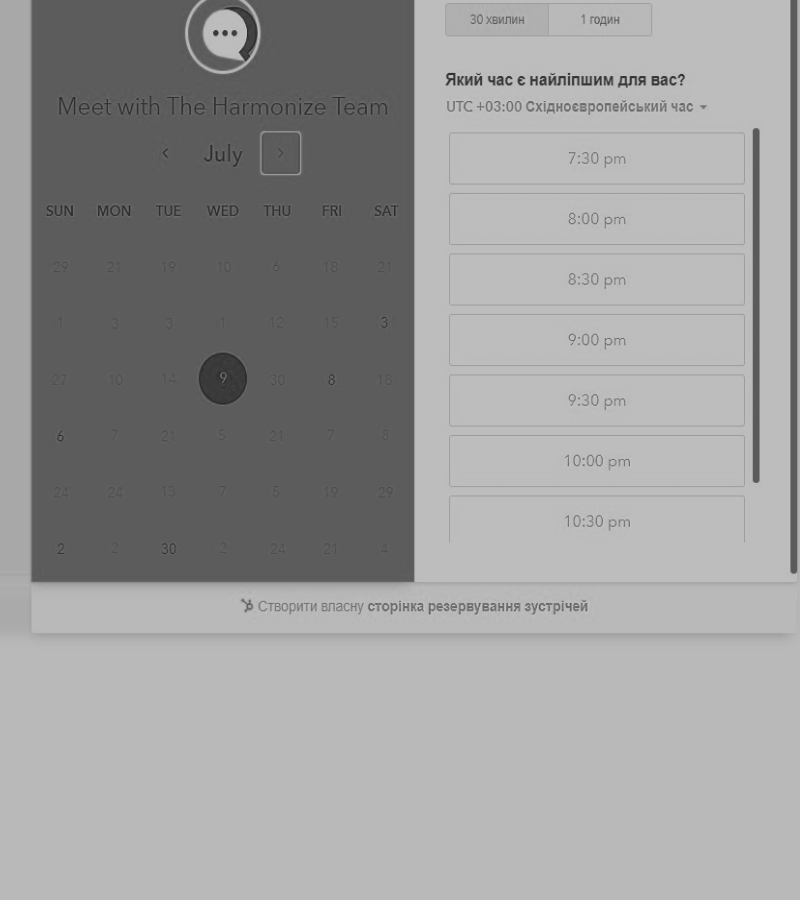 Meet with The Harmonize Team
July
SUN MON TUE WED THU FRI SAT
29 21 19 10 6 18 21
1 3 3 1 12 15 3
27 10 14 9 30 8 18
6 7 21 5 21 7 8
24 24 13 7 5 19 29
2 2 30 2 24 21 4
30 хвилин 1 годин
Який час є найліпшим для вас?
UTC +03:00 Східноєвропейський час
7:30 pm
8:00 pm
8:30 pm
9:00 pm
9:30 pm
10:00 pm
10:30 pm
Створити власну сторінка резервування зустрічей